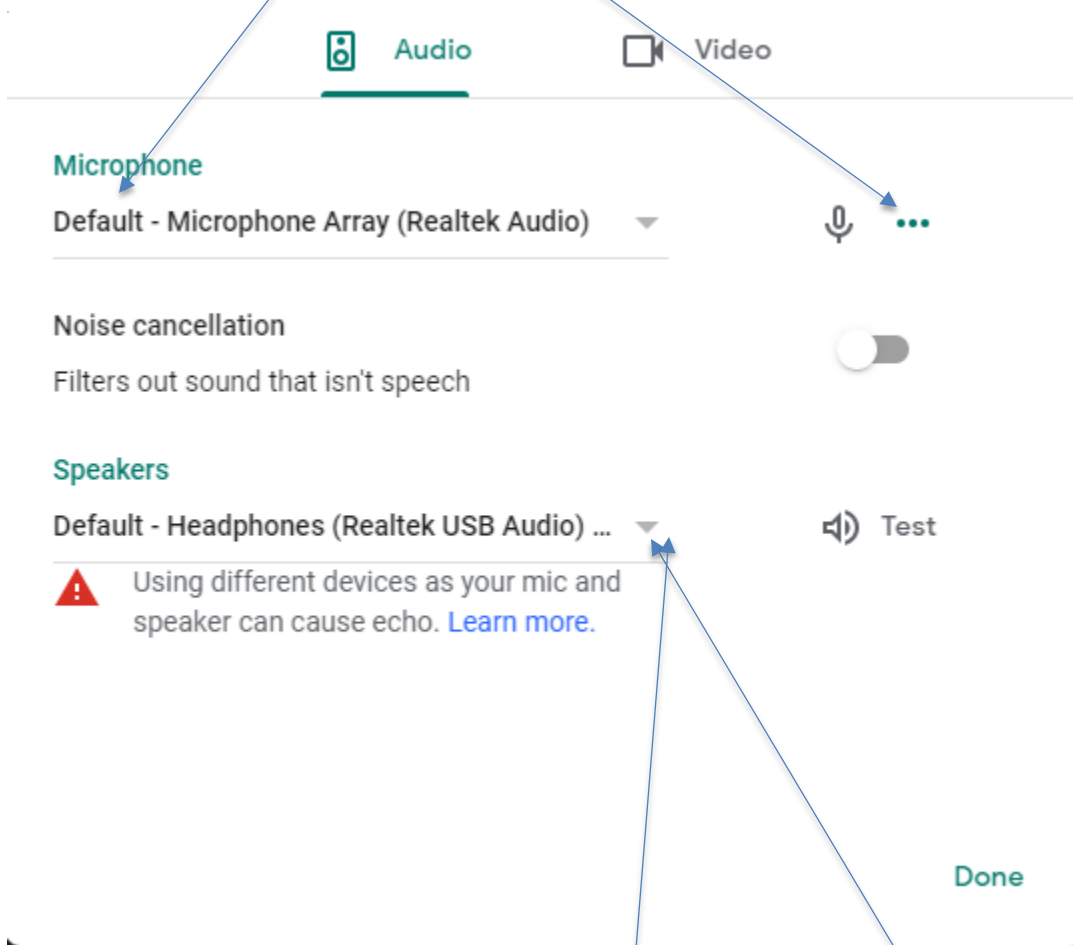 Audio Video
Microphone
Default - Microphone Array (Realtek Audio)
Noise cancellation
Filters out sound that isn't speech
Speakers
Default - Headphones (Realtek USB Audio) ...
Test
Using different devices as your mic and
speaker can cause echo. Learn more.
Done